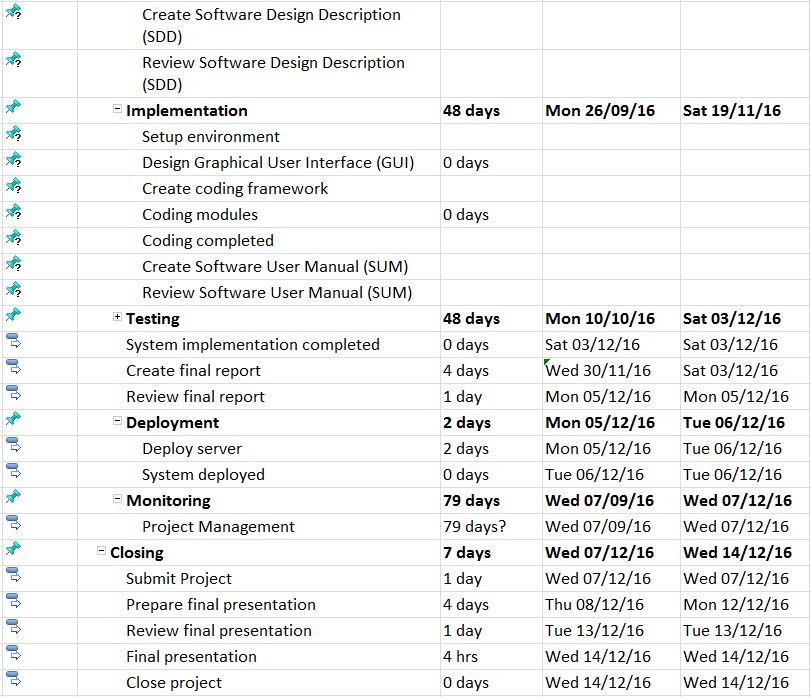 Create Software Design Description
(SDD)
Review Software Design Description
(SDD)
Implementation 48 days Mon 26/09/16 Sat 19/11/16
Setup environment
Design Graphical User Interface (GUI) 0 days
Create coding framework
Coding modules 0 days
Coding completed
Create Software User Manual (SUM)
Review Software User Manual (SUM)
Testing 48 days Mon 10/10/16 Sat 03/12/16
System implementation completed 0 days Sat 03/12/16 Sat 03/12/16
Create final report 4 days Wed 30/11/16 Sat 03/12/16
Review final report 1 day Mon 05/12/16 Mon 05/12/16
Deployment 2 days Mon 05/12/16 Tue 06/12/16
Deploy server 2 days Mon 05/12/16 Tue 06/12/16
System deployed 0 days Tue 06/12/16 Tue 06/12/16
Monitoring 79 days Wed 07/09/16 Wed 07/12/16
Project Management 79 days? Wed 07/09/16 Wed 07/12/16
Closing 7 days Wed 07/12/16 Wed 14/12/16
Submit Project 1 day Wed 07/12/16 Wed 07/12/16
Prepare final presentation 4 days Thu 08/12/16 Mon 12/12/16
Review final presentation 1 day Tue 13/12/16 Tue 13/12/16
Final presentation 4 hrs Wed 14/12/16 Wed 14/12/16
Close project 0 days Wed 14/12/16 Wed 14/12/16